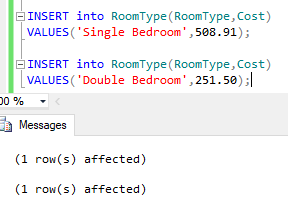 INSERT into RoomType(RoomType,Cost)
VALUES('Single Bedroom',508.91);
INSERT into RoomType(RoomType,Cost)
VALUES('Double Bedroom',251.50);
00 %
Messages
(1 row(s) affected)
(1 row(s) affected)